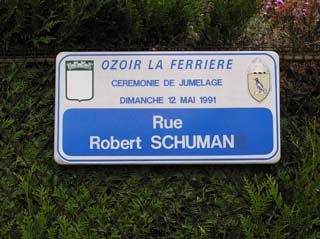 OZOIR LA FERRIERE
CEREMONIE DE JUMELAGE
DIMANCHE 12 MAI 1991
Rue
Robert SCHUMAN